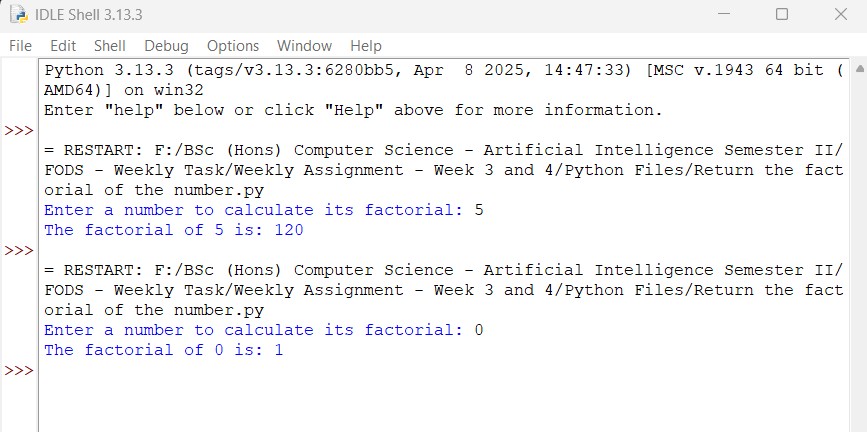 IDLE Shell 3.13.3
File Edit Shell Debug Options Window Help
Python 3.13.3 (tags/v3.13.3:6280bb5, Apr  8 2025, 14:47:33) [MSC v.1943 64 bit (
AMD64)] on win32
Enter "help" below or click "Help" above for more information.
>>>
= RESTART: F:/BSc (Hons) Computer Science - Artificial Intelligence Semester II/
FODS - Weekly Task/Weekly Assignment - Week 3 and 4/Python Files/Return the fact
orial of the number.py
Enter a number to calculate its factorial: 5
The factorial of 5 is: 120
>>>
= RESTART: F:/BSc (Hons) Computer Science - Artificial Intelligence Semester II/
FODS - Weekly Task/Weekly Assignment - Week 3 and 4/Python Files/Return the fact
orial of the number.py
Enter a number to calculate its factorial: 0
The factorial of 0 is: 1
>>>